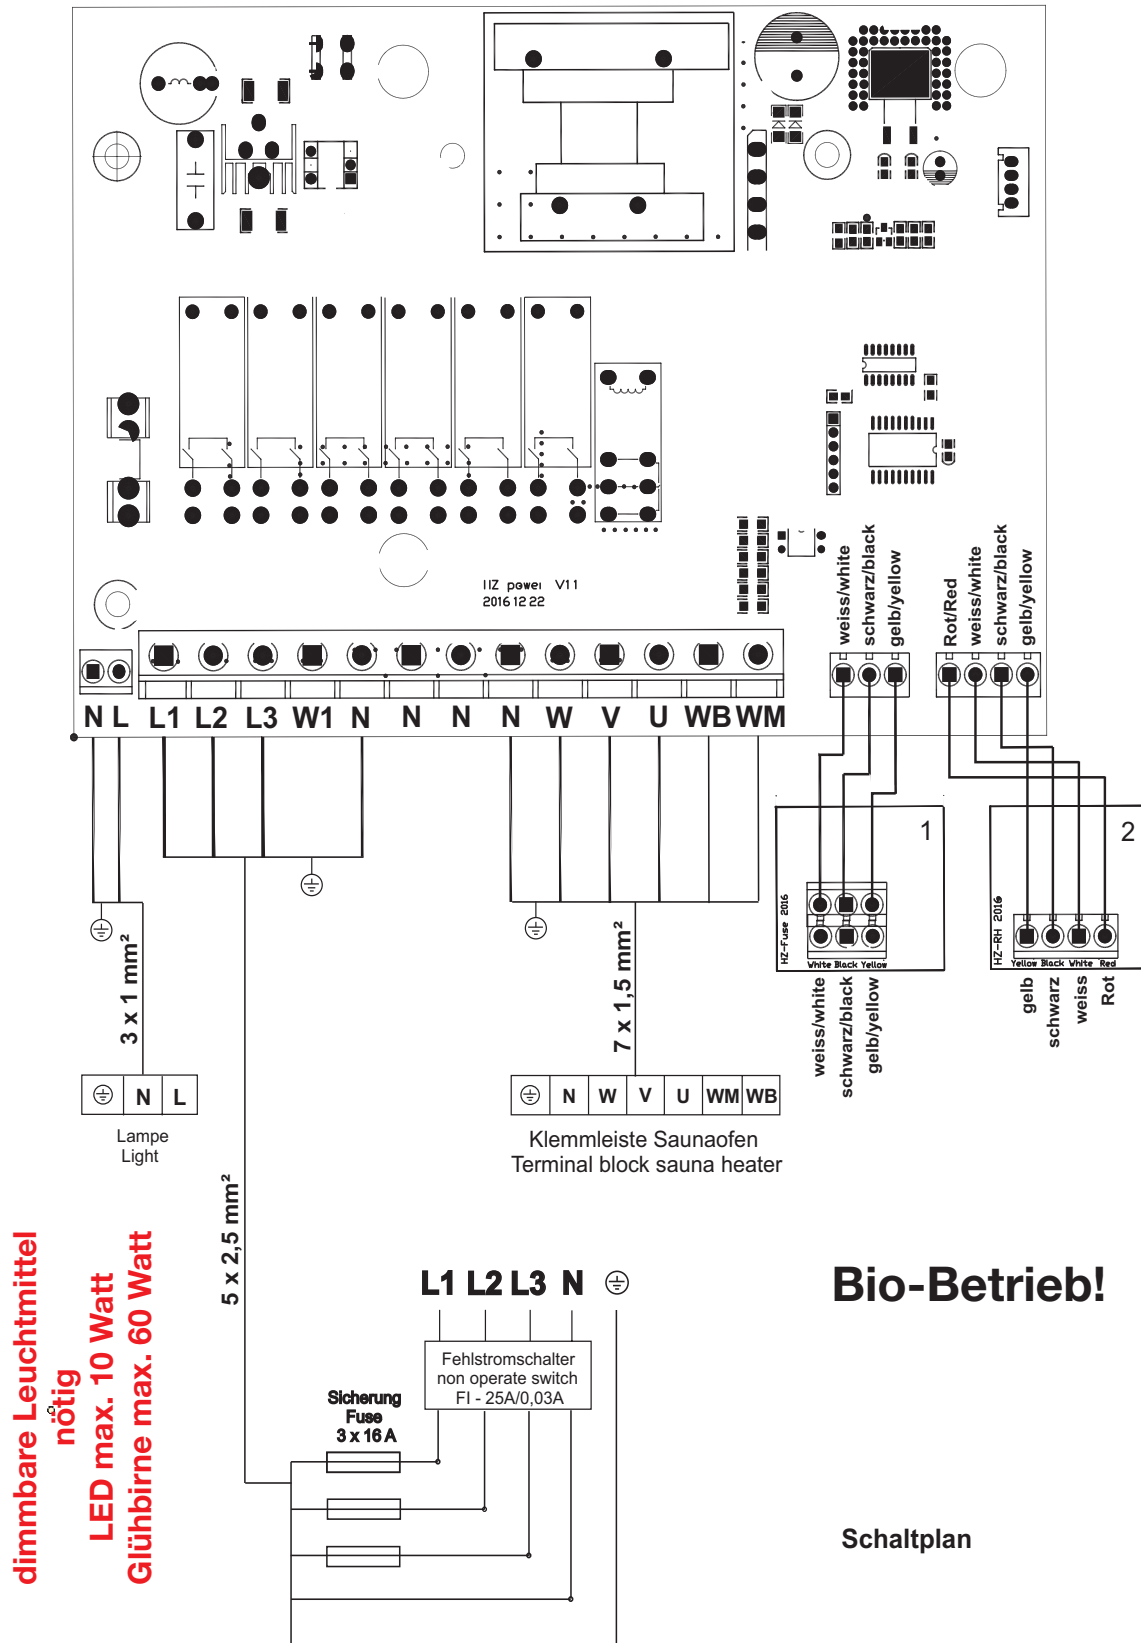 IIZ power V11
2016 12 22
weiss/white
schwarz/black
gelb/yellow
Rot/Red
weiss/white
schwarz/black
gelb/yellow
N L L1 L2 L3 W1 N N N N W V U WB WM
1
2
HZ-Fuse 2016
HZ-RH 2016
White Black Yellow
Yellow Black White Red
weiss/white
schwarz/black
gelb/yellow
gelb
schwarz
weiss
Rot
3 x 1 mm²
7 x 1,5 mm²
N L
Lampe
Light
N W V U WM WB
Klemmleiste Saunaofen
Terminal block sauna heater
5 x 2,5 mm²
L1 L2 L3 N
Fehlstromschalter
non operate switch
FI - 25A/0,03A
Sicherung
Fuse
3 x 16 A
Bio-Betrieb!
dimmbare Leuchtmittel
nötig
LED max. 10 Watt
Glühbirne max. 60 Watt
Schaltplan